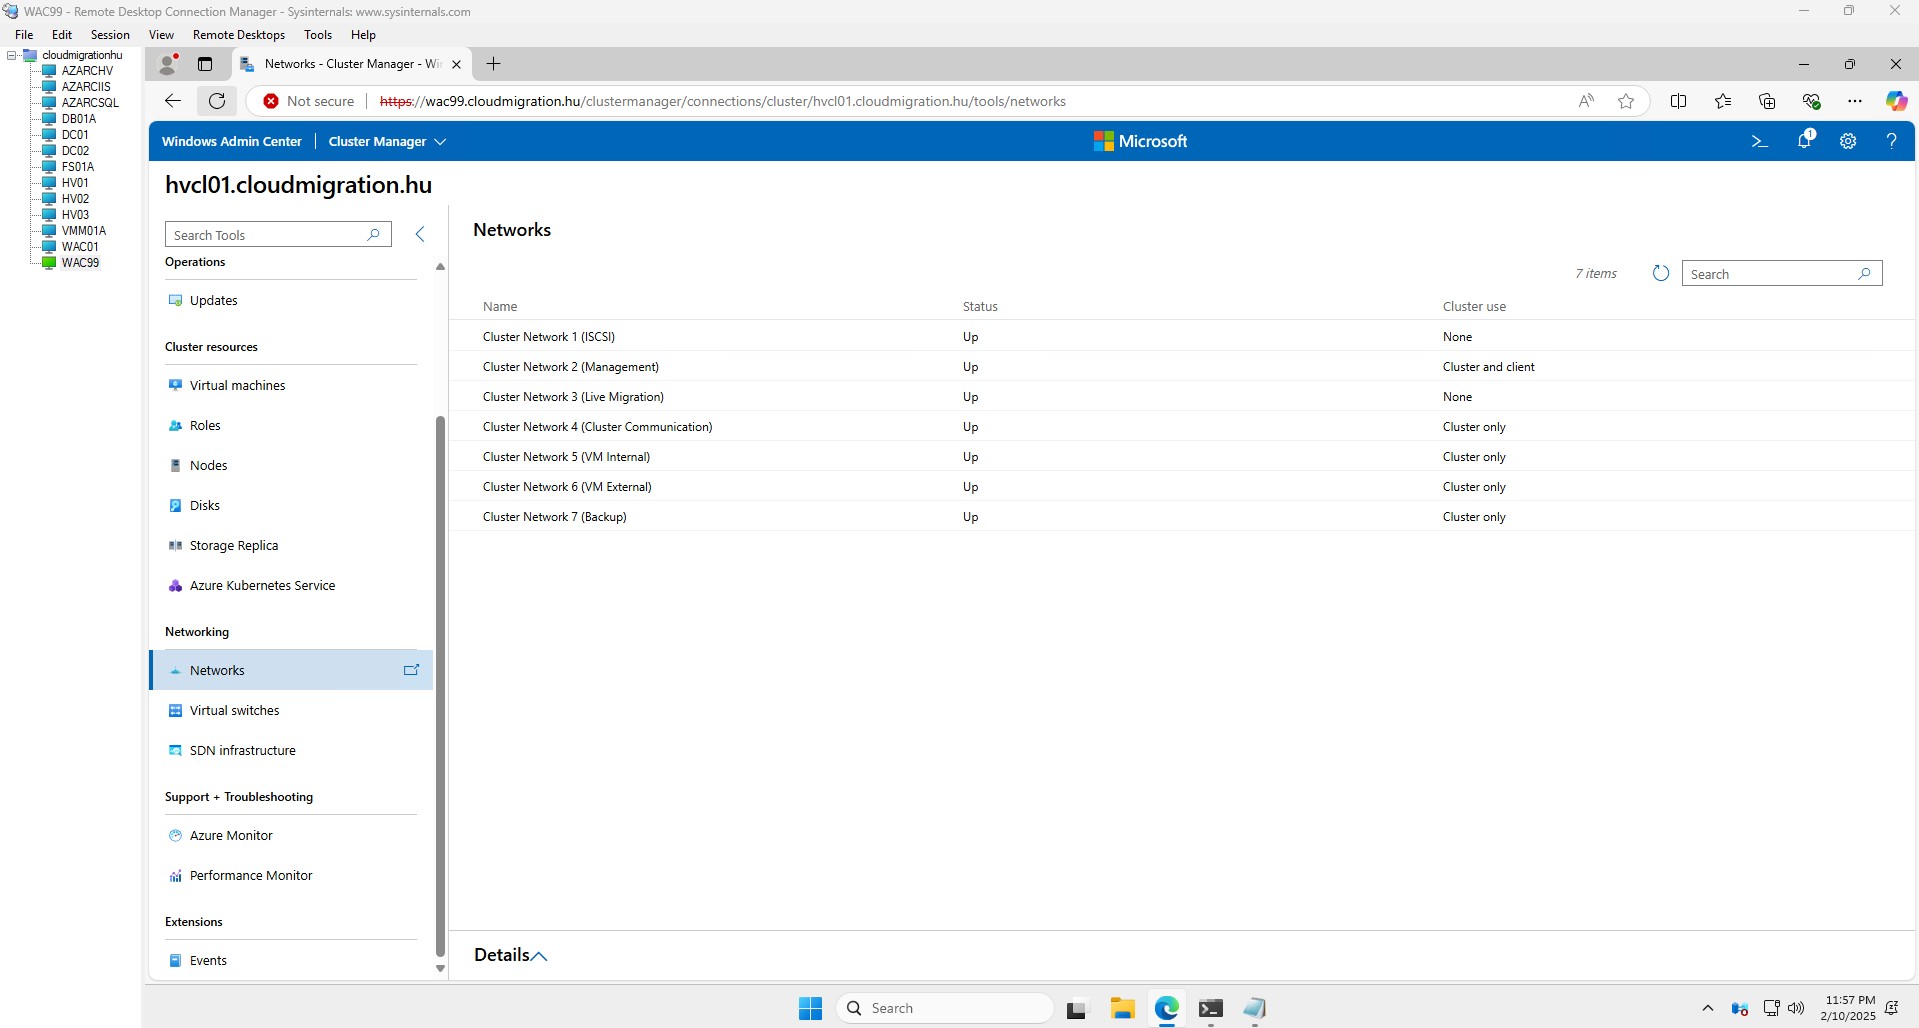 WAC99 - Remote Desktop Connection Manager - Sysinternals: www.sysinternals.com
File Edit Session View Remote Desktops Tools Help
cloudmigrationhu
AZARCHV
AZARCIIS
AZARCSQL
DB01A
DC01
DC02
FS01A
HV01
HV02
HV03
VMM01A
WAC01
WAC99
Networks - Cluster Manager - Wi
Not secure https://wac99.cloudmigration.hu/clustermanager/connections/cluster/hvcl01.cloudmigration.hu/tools/networks
Windows Admin Center Cluster Manager Microsoft 1 ?
hvcl01.cloudmigration.hu
Search Tools
Operations
Updates
Cluster resources
Virtual machines
Roles
Nodes
Disks
Storage Replica
Azure Kubernetes Service
Networking
Networks
Virtual switches
SDN infrastructure
Support + Troubleshooting
Azure Monitor
Performance Monitor
Extensions
Events
Networks
7 items Search
Name Status Cluster use
Cluster Network 1 (ISCSI) Up None
Cluster Network 2 (Management) Up Cluster and client
Cluster Network 3 (Live Migration) Up None
Cluster Network 4 (Cluster Communication) Up Cluster only
Cluster Network 5 (VM Internal) Up Cluster only
Cluster Network 6 (VM External) Up Cluster only
Cluster Network 7 (Backup) Up Cluster only
Details
Search
11:57 PM
2/10/2025